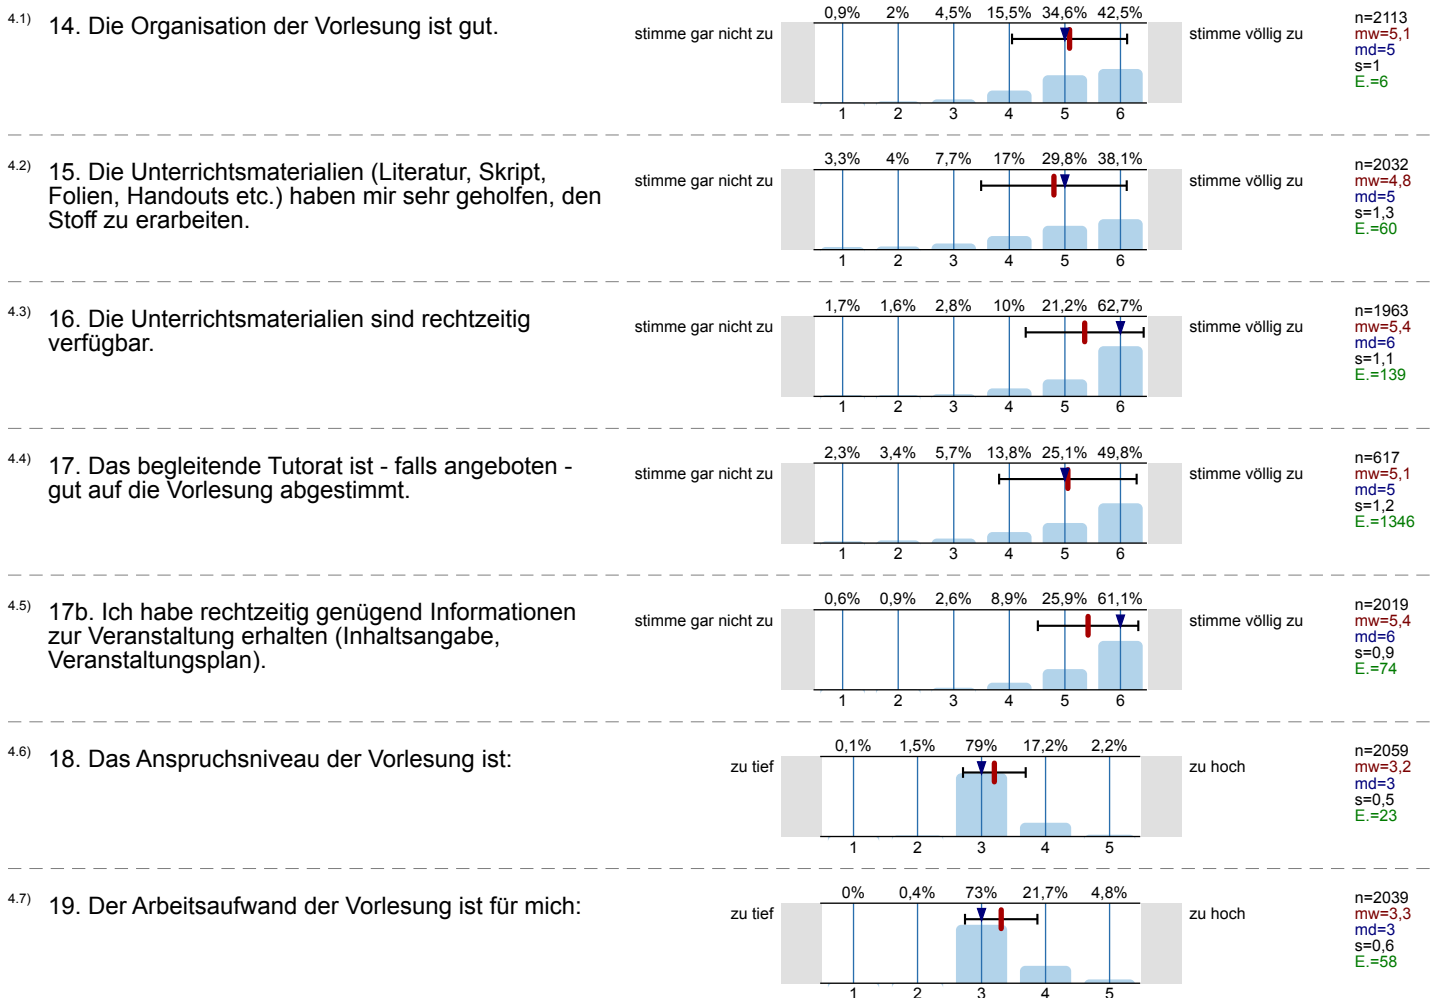 4.1) 14. Die Organisation der Vorlesung ist gut.
stimme gar nicht zu
0,9% 2% 4,5% 15,5% 34,6% 42,5%
1 2 3 4 5 6
stimme völlig zu
n=2113
mw=5,1
md=5
s=1
E.=6
4.2) 15. Die Unterrichtsmaterialien (Literatur, Skript,
Folien, Handouts etc.) haben mir sehr geholfen, den
Stoff zu erarbeiten.
stimme gar nicht zu
3,3% 4% 7,7% 17% 29,8% 38,1%
1 2 3 4 5 6
stimme völlig zu
n=2032
mw=4,8
md=5
s=1,3
E.=60
4.3) 16. Die Unterrichtsmaterialien sind rechtzeitig
verfügbar.
stimme gar nicht zu
1,7% 1,6% 2,8% 10% 21,2% 62,7%
1 2 3 4 5 6
stimme völlig zu
n=1963
mw=5,4
md=6
s=1,1
E.=139
4.4) 17. Das begleitende Tutorat ist - falls angeboten -
gut auf die Vorlesung abgestimmt.
stimme gar nicht zu
2,3% 3,4% 5,7% 13,8% 25,1% 49,8%
1 2 3 4 5 6
stimme völlig zu
n=617
mw=5,1
md=5
s=1,2
E.=1346
4.5) 17b. Ich habe rechtzeitig genügend Informationen
zur Veranstaltung erhalten (Inhaltsangabe,
Veranstaltungsplan).
stimme gar nicht zu
0,6% 0,9% 2,6% 8,9% 25,9% 61,1%
1 2 3 4 5 6
stimme völlig zu
n=2019
mw=5,4
md=6
s=0,9
E.=74
4.6) 18. Das Anspruchsniveau der Vorlesung ist:
zu tief
0,1% 1,5% 79% 17,2% 2,2%
1 2 3 4 5
zu hoch
n=2059
mw=3,2
md=3
s=0,5
E.=23
4.7) 19. Der Arbeitsaufwand der Vorlesung ist für mich:
zu tief
0% 0,4% 73% 21,7% 4,8%
1 2 3 4 5
zu hoch
n=2039
mw=3,3
md=3
s=0,6
E.=58